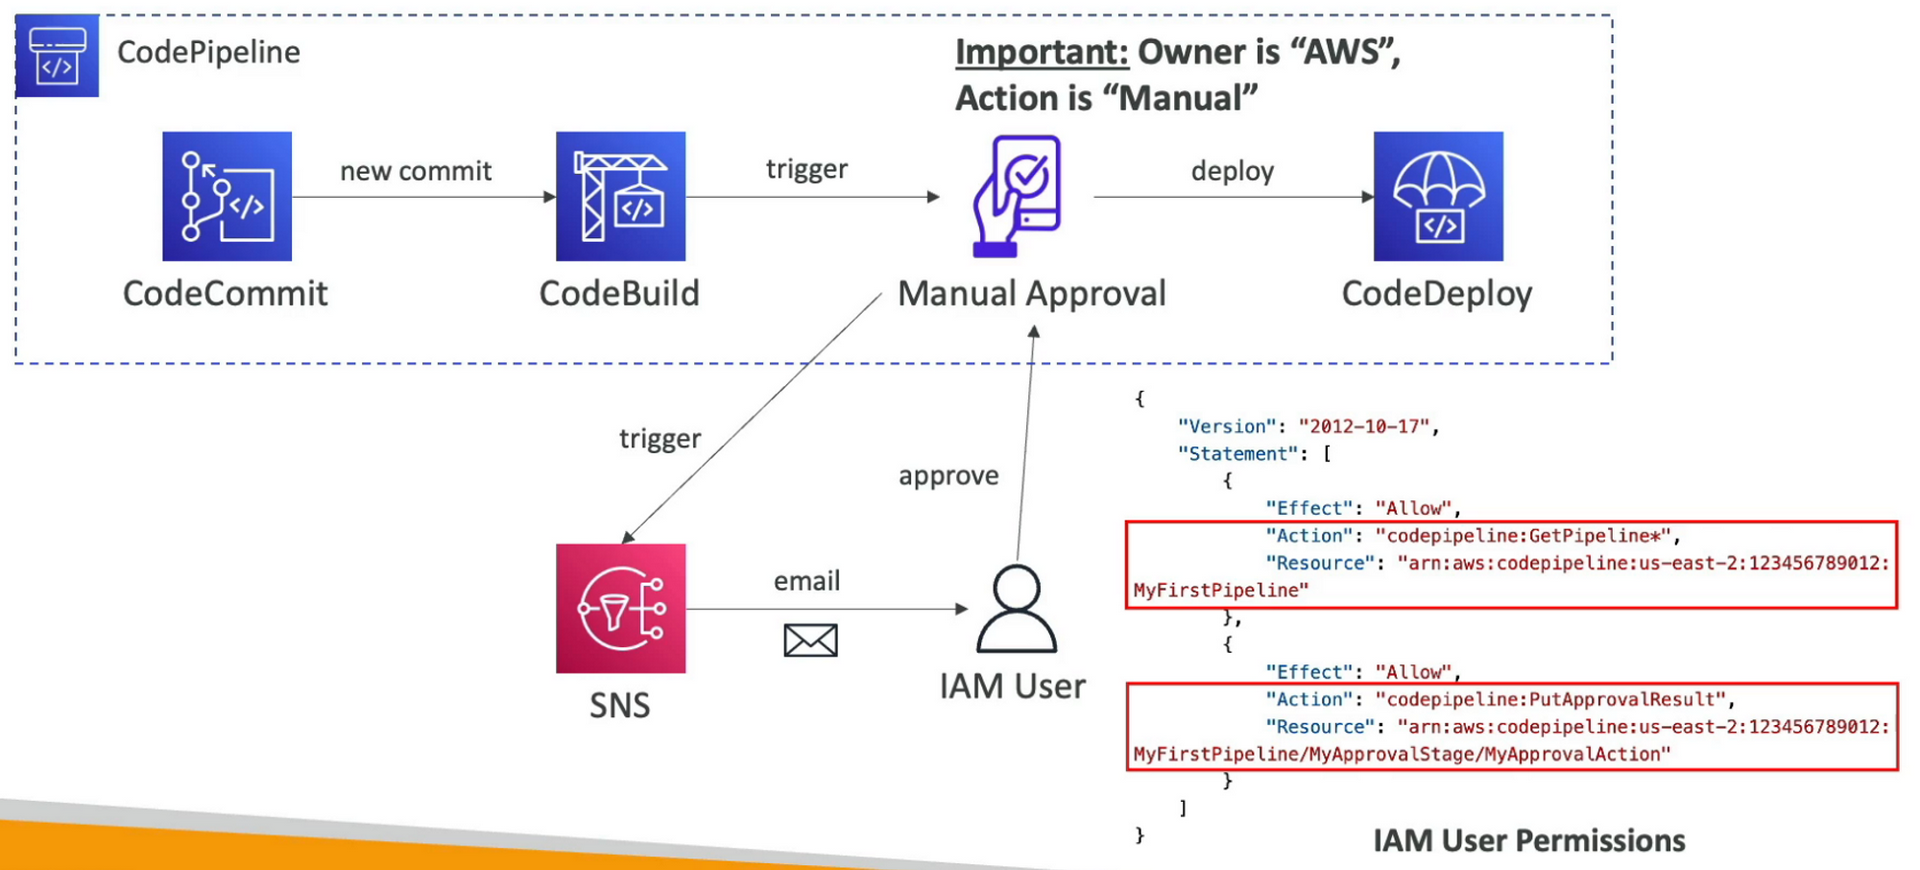 CodePipeline
Important: Owner is “AWS”,
Action is “Manual”
new commit
trigger
deploy
CodeCommit
CodeBuild
Manual Approval
CodeDeploy
trigger
approve
email
SNS
IAM User
{
"Version": "2012-10-17",
"Statement": [
{
"Effect": "Allow",
"Action": "codepipeline:GetPipeline*",
"Resource": "arn:aws:codepipeline:us-east-2:123456789012:
MyFirstPipeline"
},
{
"Effect": "Allow",
"Action": "codepipeline:PutApprovalResult",
"Resource": "arn:aws:codepipeline:us-east-2:123456789012:
MyFirstPipeline/MyApprovalStage/MyApprovalAction"
}
]
}
IAM User Permissions